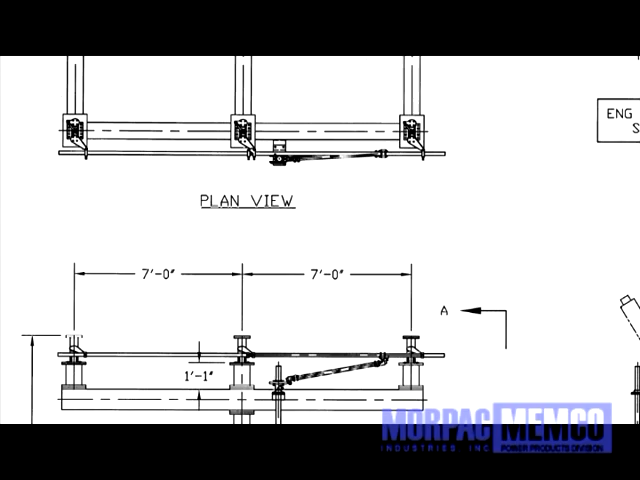 ENG
S
PLAN VIEW
7'-0"
7'-0"
A
1'-1"
MORPAC MEMCO
INDUSTRIES INC POWER PRODUCTS DIVISION